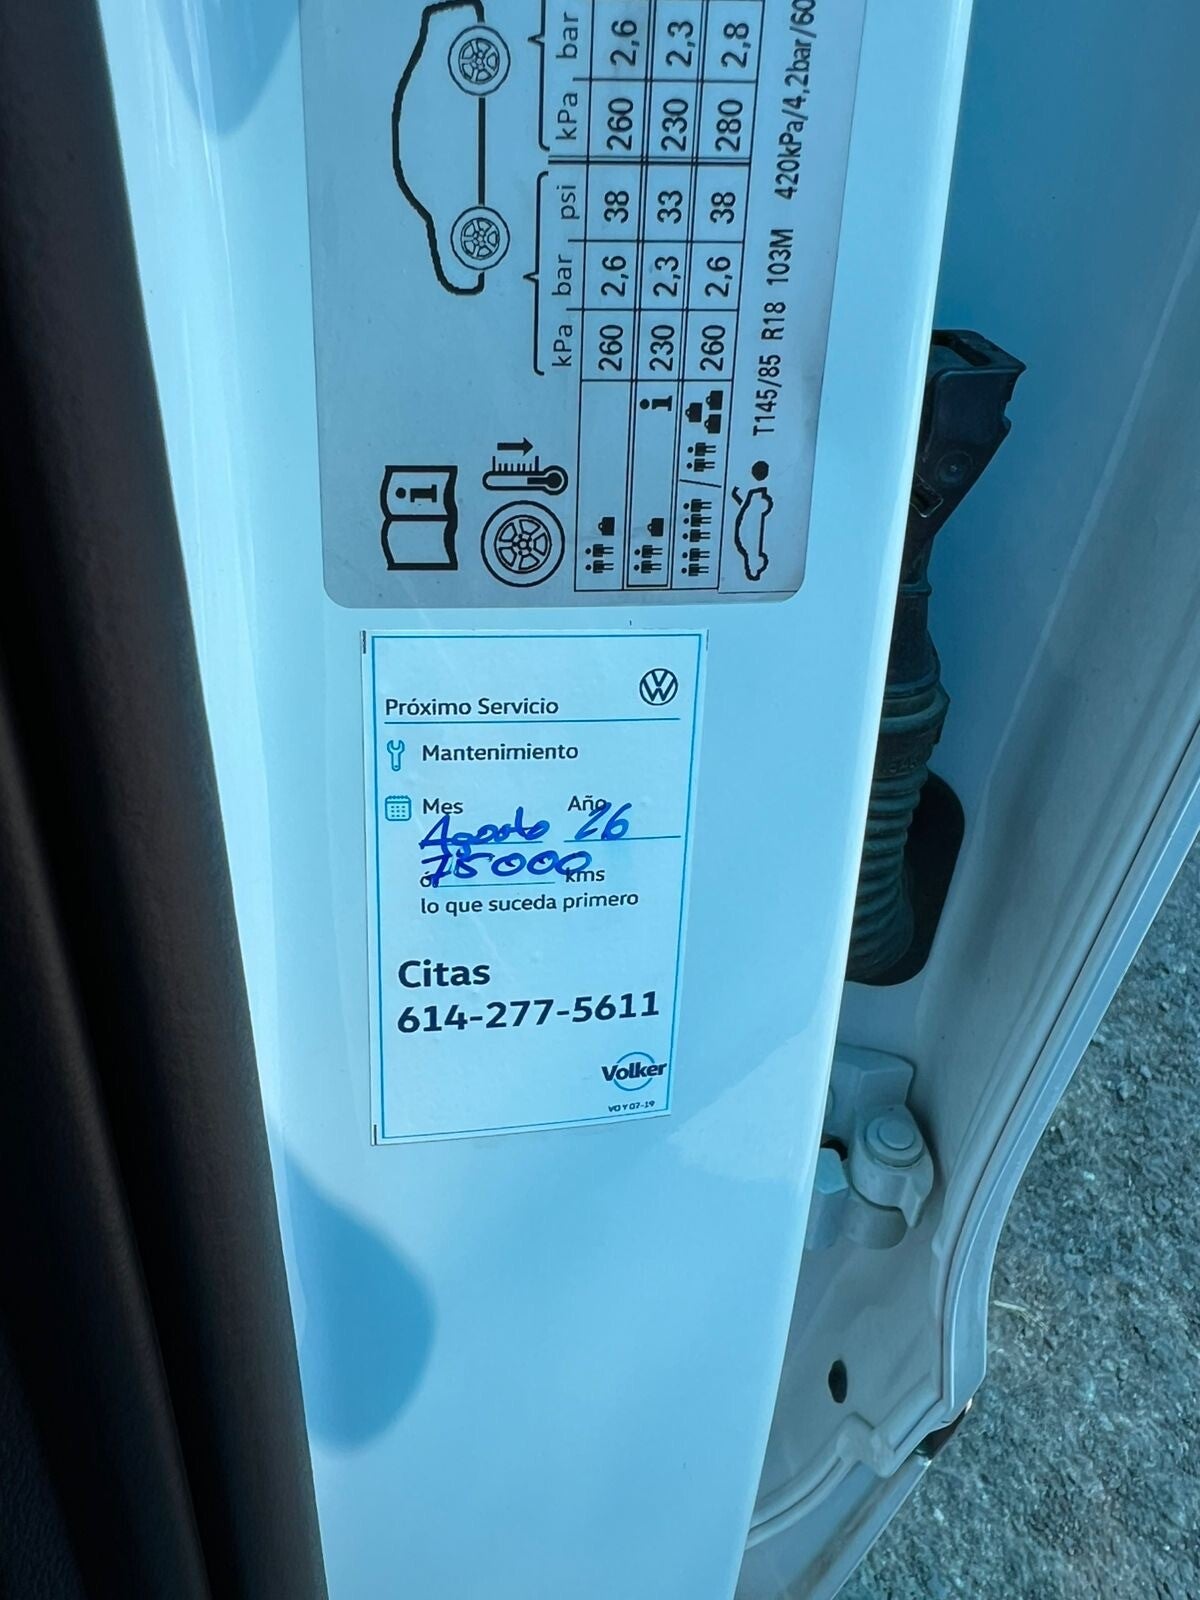 kPa bar psi kPa bar
260 2,6 38 260 2,6
i 230 2,3 33 230 2,3
260 2,6 38 280 2,8
T145/85 R18 103M 420kPa/4,2bar/60
i
Próximo Servicio
Mantenimiento
Mes Año
Agosto 26
ó 75000 kms
lo que suceda primero
Citas
614-277-5611
Volker
VO Y 07-19